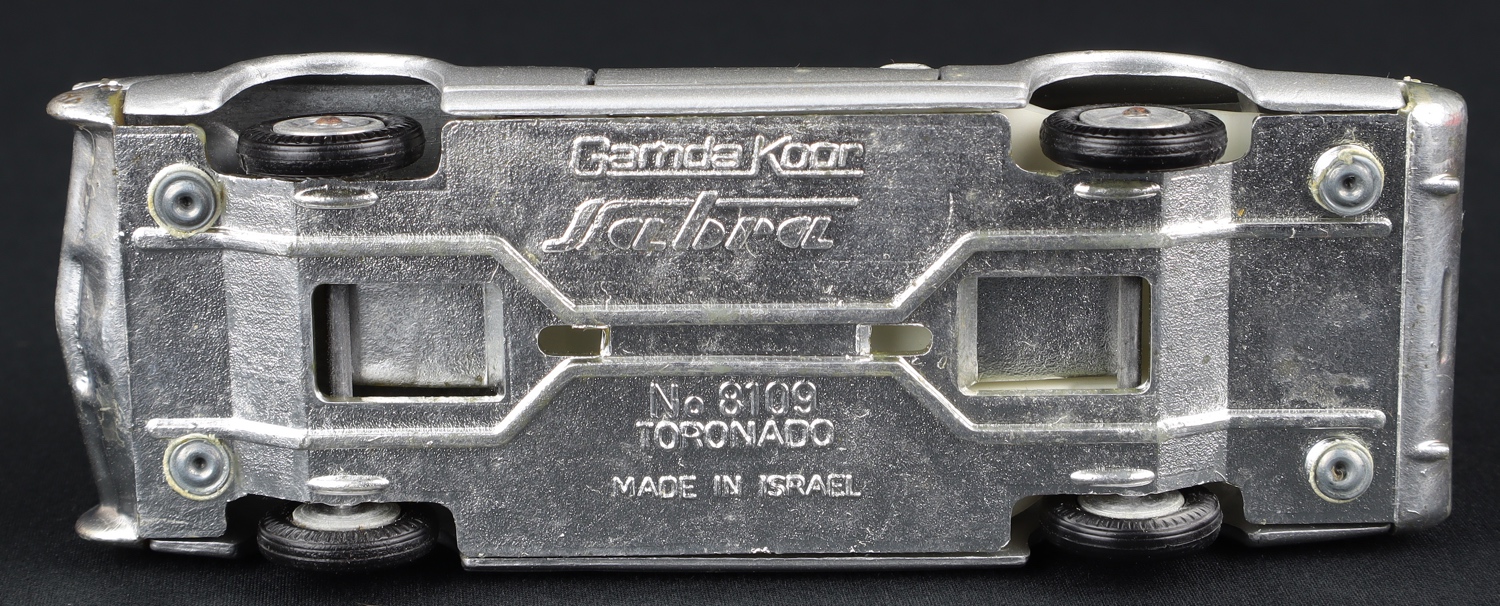 Gamda Koor
Sabra
No 8109
TORONADO
MADE IN ISRAEL